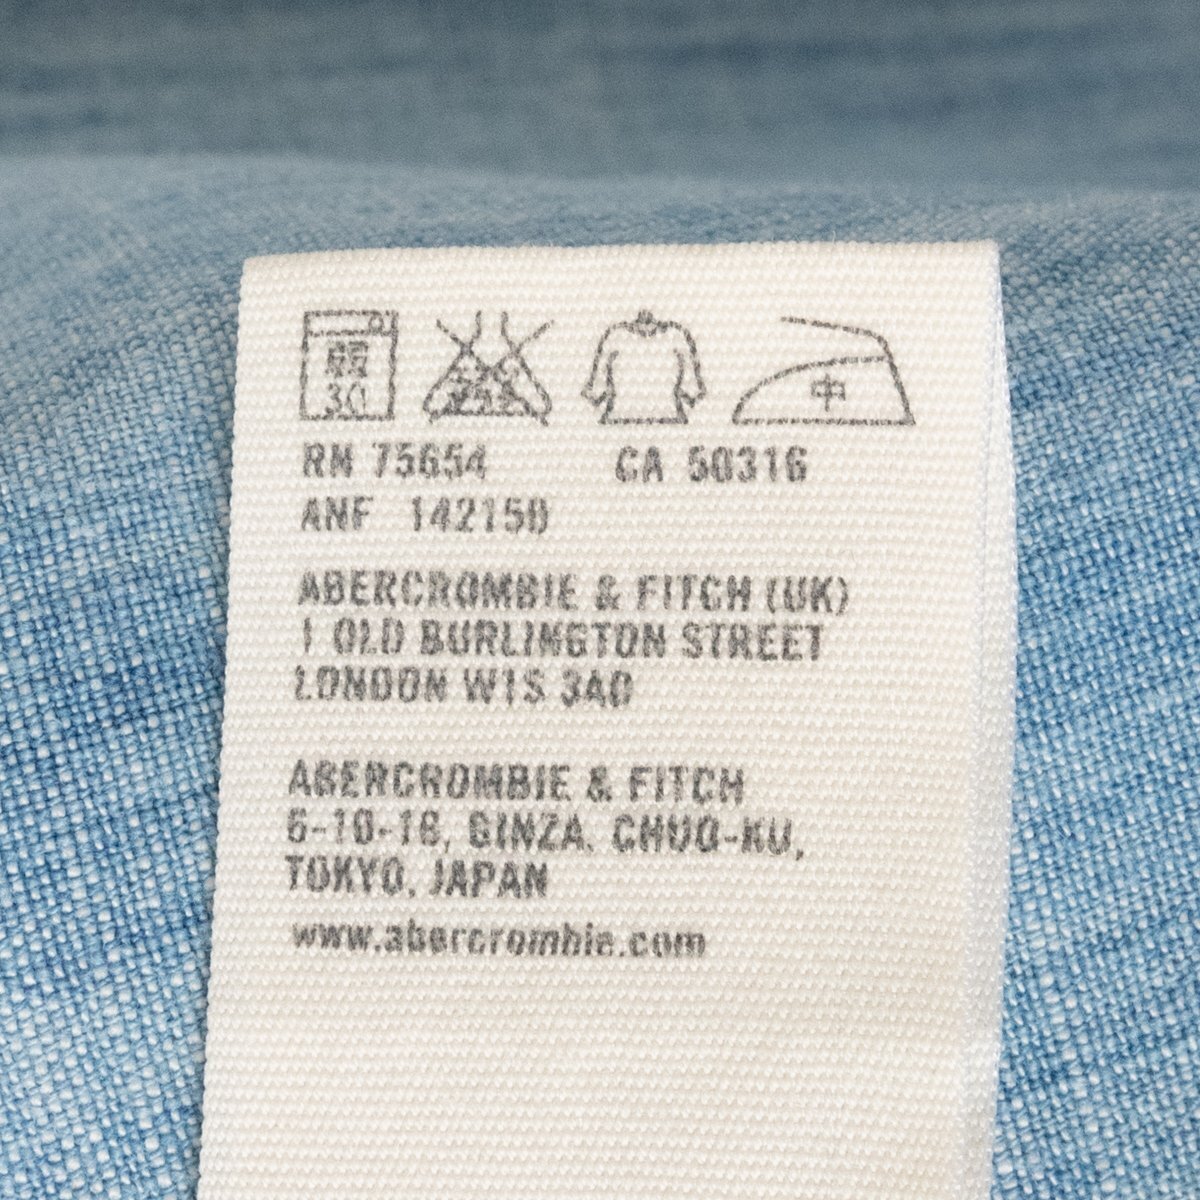 弱
30
中
RN 75654 CA 50316
ANF 142150
ABERCROMBIE & FITCH (UK)
1 OLD BURLINGTON STREET
LONDON W1S 3AQ
ABERCROMBIE & FITCH
6-10-16, GINZA, CHUO-KU,
TOKYO, JAPAN
www.abercrombie.com